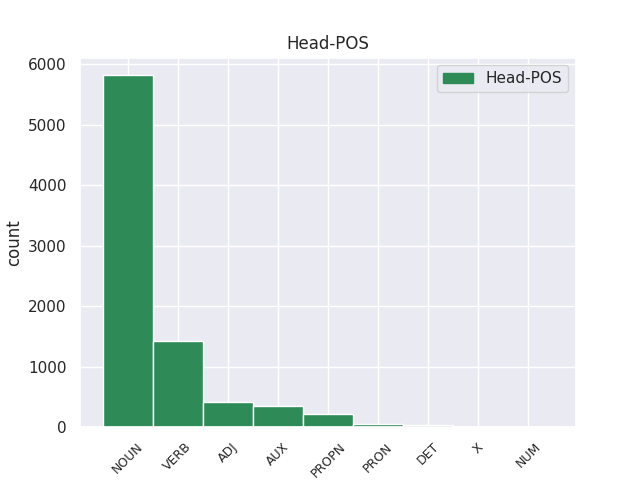 Head-POS
Head-POS
6000
5000
4000
3000
2000
1000
0
count
NOUN VERB ADJ AUX PROPN PRON DET X NUM